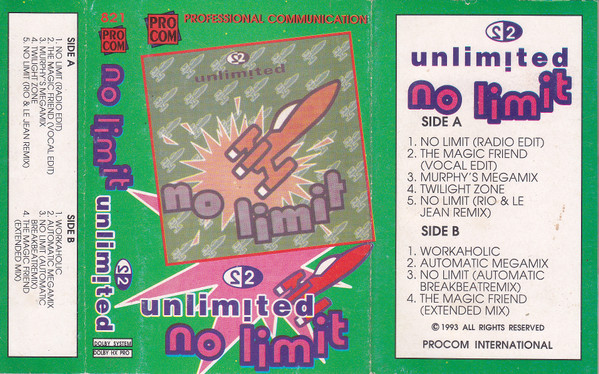 SIDE A
1. NO LIMIT (RADIO EDIT)
2. THE MAGIC FRIEND (VOCAL EDIT)
3. MURPHY'S MEGAMIX
4. TWILIGHT ZONE
5. NO LIMIT (RIO & LE JEAN REMIX)
SIDE B
1. WORKAHOLIC
2. AUTOMATIC MEGAMIX
3. NO LIMIT (AUTOMATIC
BREAKBEATREMIX)
4. THE MAGIC FRIEND
(EXTENDED MIX)
821
PRO
COM
no limit
unlimited
2
DOLBY SYSTEM
DOLBY HX PRO
PRO
COM
PROFESSIONAL COMMUNICATION
2
unlimited
no limit
2
unlimited
no limit
2
unlimited
no limit
SIDE A
1. NO LIMIT (RADIO EDIT)
2. THE MAGIC FRIEND
(VOCAL EDIT)
3. MURPHY'S MEGAMIX
4. TWILIGHT ZONE
5. NO LIMIT (RIO & LE
JEAN REMIX)
SIDE B
1. WORKAHOLIC
2. AUTOMATIC MEGAMIX
3. NO LIMIT (AUTOMATIC
BREAKBEATREMIX)
4. THE MAGIC FRIEND
(EXTENDED MIX)
© 1993 ALL RIGHTS RESERVED
PROCOM INTERNATIONAL